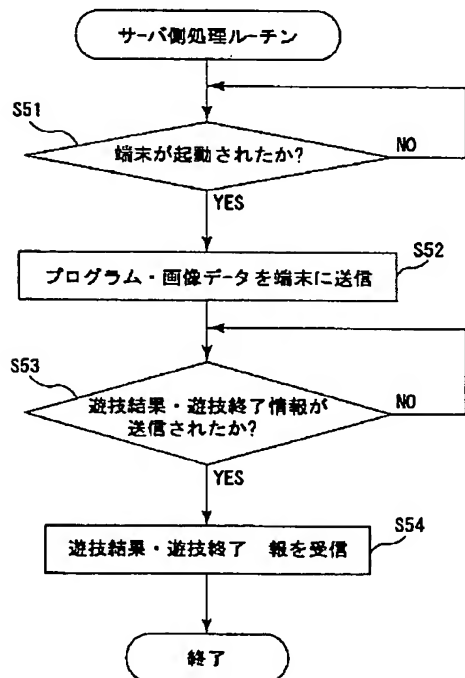 サーバ側処理ルーチン
S51
端末が起動されたか?
NO
YES
S52
プログラム・画像データを端末に送信
S53
遊技結果・遊技終了情報が
送信されたか?
NO
YES
S54
遊技結果・遊技終了 報を受信
終了